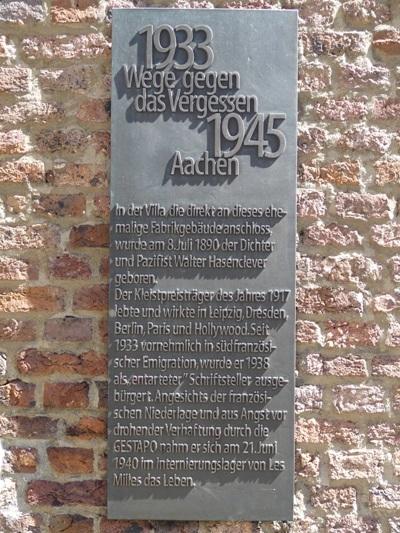 1933
Wege gegen
das Vergessen
1945
Aachen
In der Villa, die direkt an dieses ehe-
malige Fabrikgebäude anschloss,
wurde am 8. Juli 1890 der Dichter
und Pazifist Walter Hasenclever
geboren.
Der Kleistpreisträger des Jahres 1917
lebte und wirkte in Leipzig, Dresden,
Berlin, Paris und Hollywood. Seit
1933 vornehmlich in südfranzösi-
scher Emigration, wurde er 1938
als „entarteter" Schriftsteller ausge-
bürgert. Angesichts der französi-
schen Niederlage und aus Angst vor
drohender Verhaftung durch die
GESTAPO nahm er sich am 21. Juni
1940 im Internierungslager von Les
Milles das Leben.